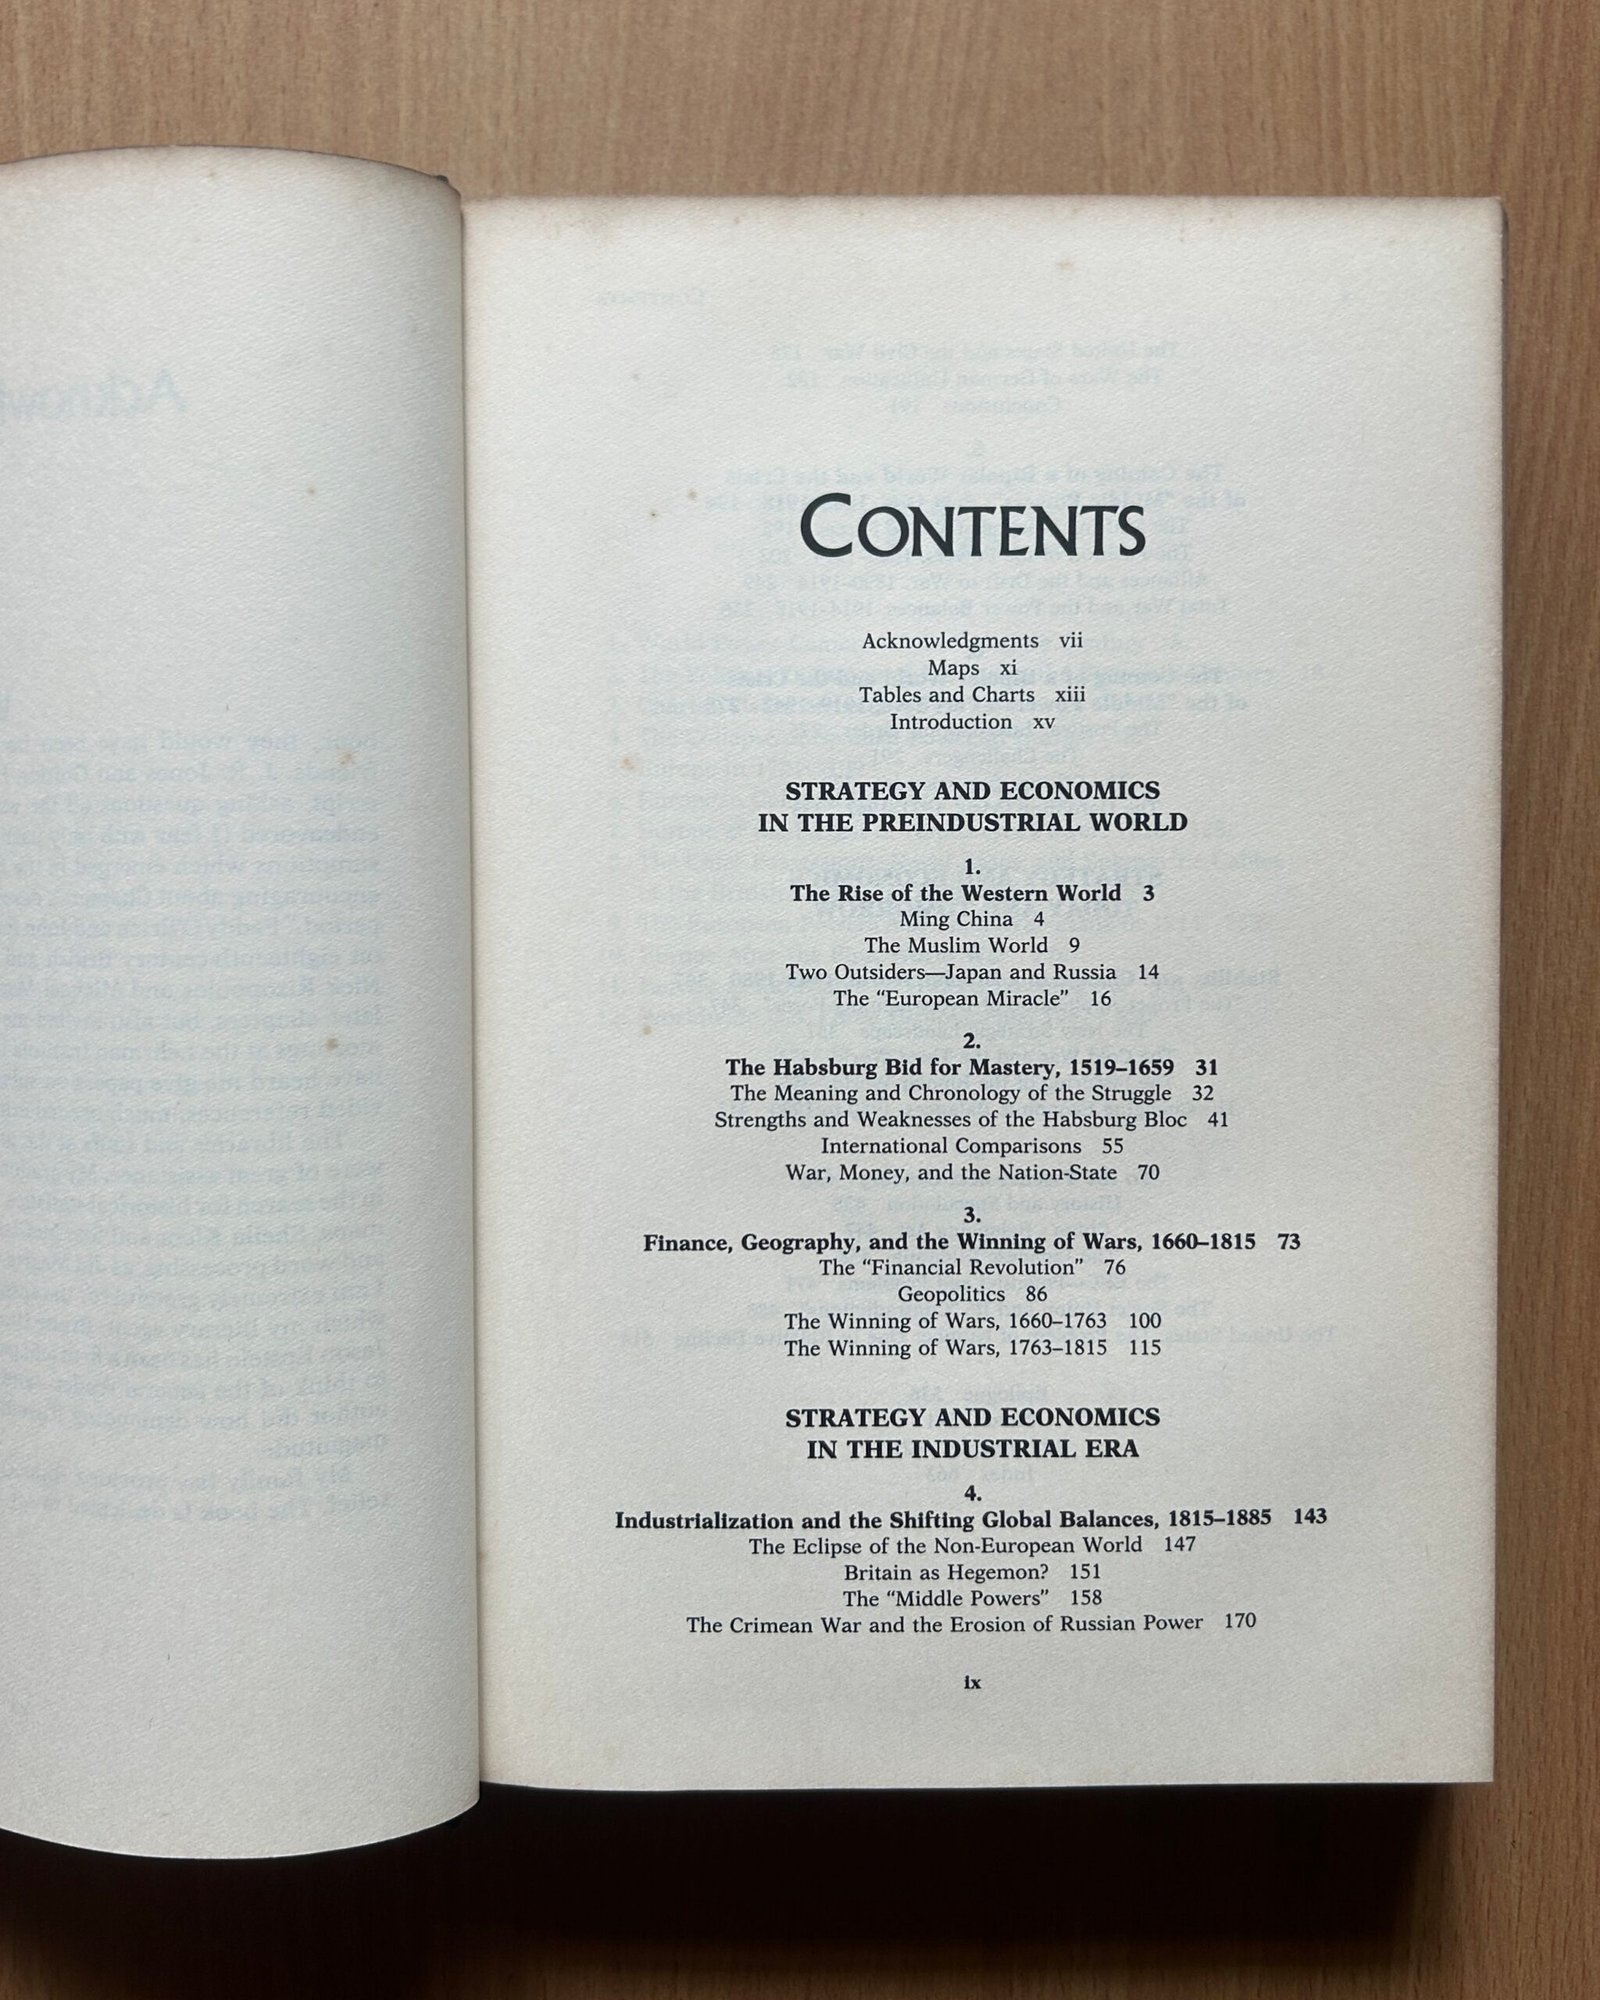 CONTENTS
Acknowledgments vii
Maps xi
Tables and Charts xiii
Introduction xv
STRATEGY AND ECONOMICS
IN THE PREINDUSTRIAL WORLD
1.
The Rise of the Western World 3
Ming China 4
The Muslim World 9
Two Outsiders—Japan and Russia 14
The “European Miracle” 16
2.
The Habsburg Bid for Mastery, 1519–1659 31
The Meaning and Chronology of the Struggle 32
Strengths and Weaknesses of the Habsburg Bloc 41
International Comparisons 55
War, Money, and the Nation-State 70
3.
Finance, Geography, and the Winning of Wars, 1660–1815 73
The “Financial Revolution” 76
Geopolitics 86
The Winning of Wars, 1660–1763 100
The Winning of Wars, 1763–1815 115
STRATEGY AND ECONOMICS
IN THE INDUSTRIAL ERA
4.
Industrialization and the Shifting Global Balances, 1815–1885 143
The Eclipse of the Non-European World 147
Britain as Hegemon? 151
The “Middle Powers” 158
The Crimean War and the Erosion of Russian Power 170
ix